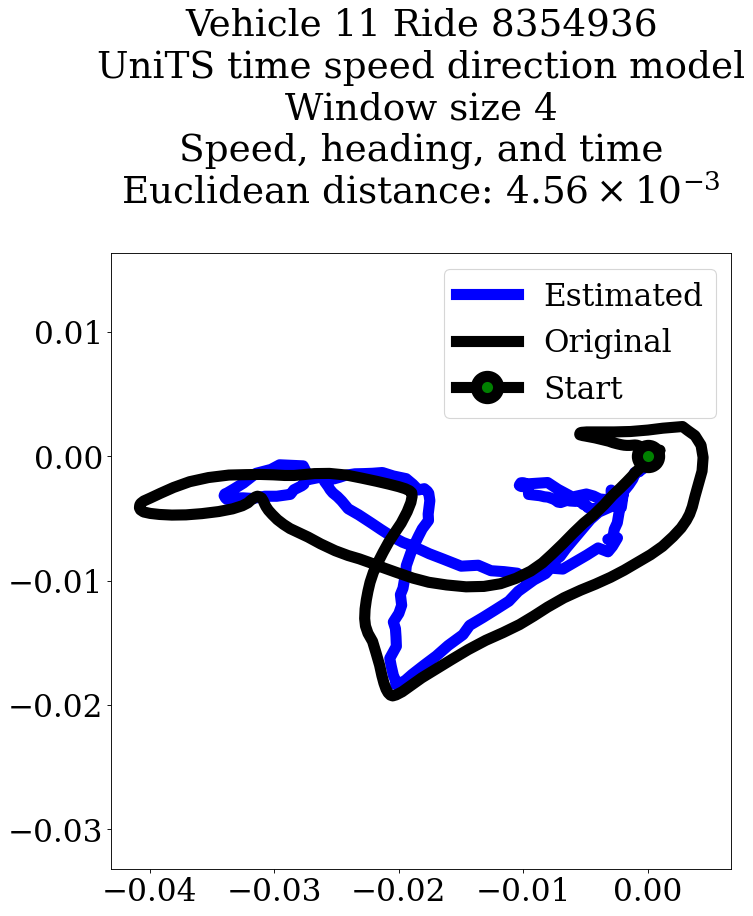 Vehicle 11 Ride 8354936
UniTS time speed direction model
Window size 4
Speed, heading, and time
Euclidean distance: 4.56 × 10⁻³
Estimated
Original
Start
0.01
0.00
−0.01
−0.02
−0.03
−0.04 −0.03 −0.02 −0.01 0.00